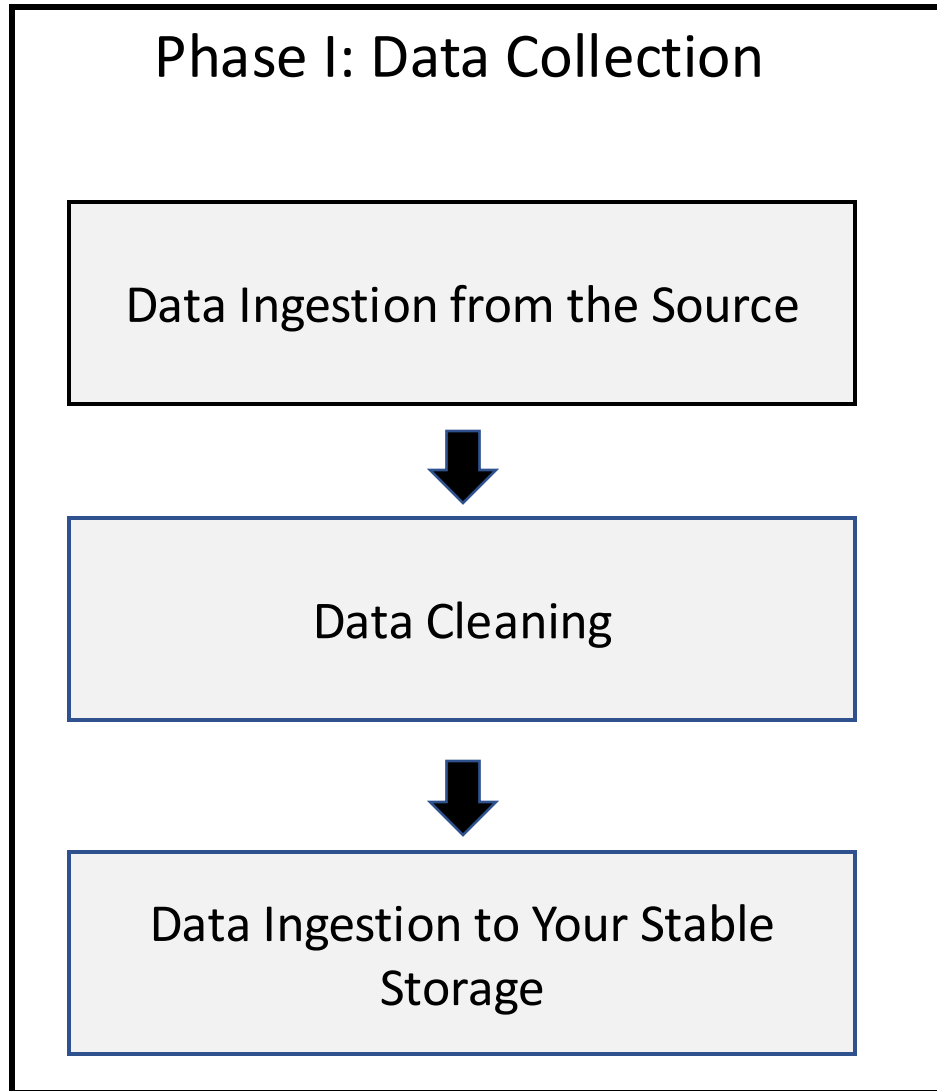 Phase I: Data Collection
Data Ingestion from the Source
Data Cleaning
Data Ingestion to Your Stable
Storage